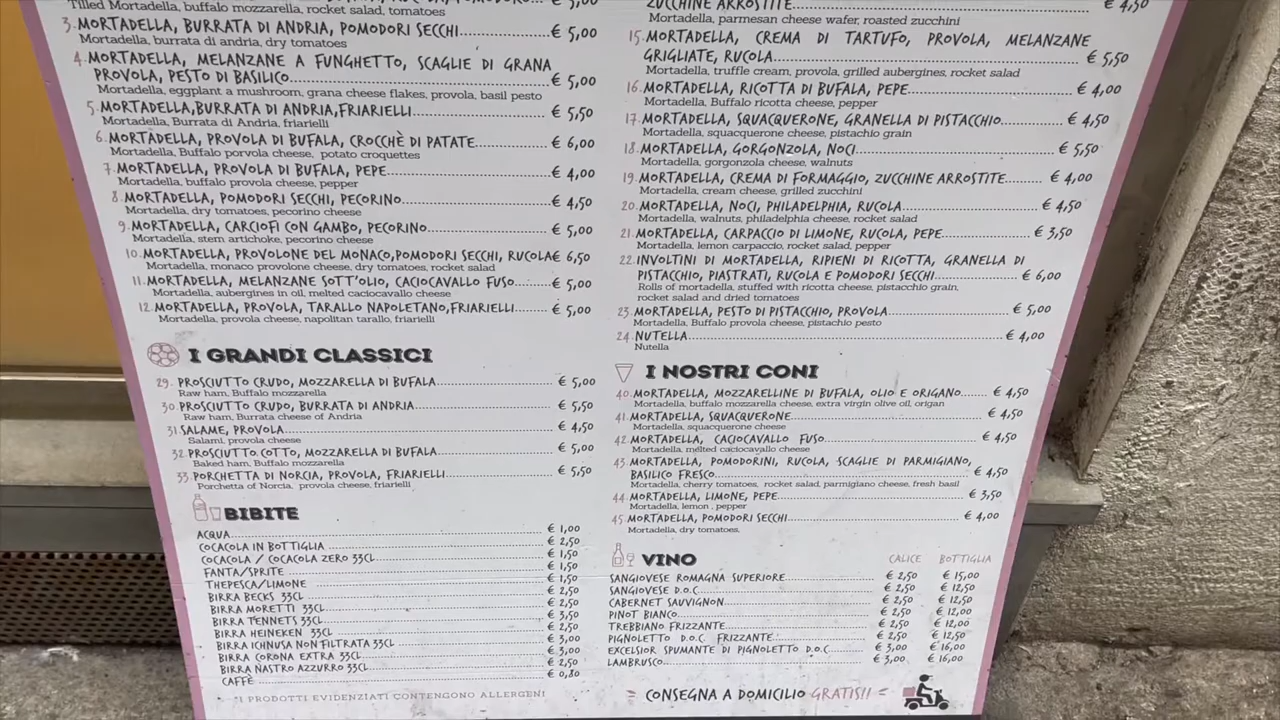 Tilled Mortadella, buffalo mozzarella, rocket salad, tomatoes
3. MORTADELLA, BURRATA DI ANDRIA, POMODORI SECCHI € 5,00
Mortadella, burrata di andria, dry tomatoes
4. MORTADELLA, MELANZANE A FUNGHETTO, SCAGLIE DI GRANA
PROVOLA, PESTO DI BASILICO € 5,00
Mortadella, eggplant a mushroom, grana cheese flakes, provola, basil pesto
5. MORTADELLA,BURRATA DI ANDRIA,FRIARIELLI € 5,50
Mortadella, Burrata di Andria, friarielli
6. MORTADELLA, PROVOLA DI BUFALA, CROCCHÈ DI PATATE € 6,00
Mortadella, Buffalo porvola cheese, potato croquettes
7. MORTADELLA, PROVOLA DI BUFALA, PEPE € 4,00
Mortadella, buffalo provola cheese, pepper
8. MORTADELLA, POMODORI SECCHI, PECORINO € 4,50
Mortadella, dry tomatoes, pecorino cheese
9. MORTADELLA, CARCIOFI CON GAMBO, PECORINO € 5,00
Mortadella, stem artichoke, pecorino cheese
10. MORTADELLA, PROVOLONE DEL MONACO,POMODORI SECCHI, RUCOLA € 6,50
Mortadella, monaco provolone cheese, dry tomatoes, rocket salad
11. MORTADELLA, MELANZANE SOTT'OLIO, CACIOCAVALLO FUSO € 5,00
Mortadella, aubergines in oil, melted caciocavallo cheese
12. MORTADELLA, PROVOLA, TARALLO NAPOLETANO,FRIARIELLI € 5,00
Mortadella, provola cheese, napolitan tarallo, friarielli
I GRANDI CLASSICI
29. PROSCIUTTO CRUDO, MOZZARELLA DI BUFALA € 5,00
Raw ham, Buffalo mozzarella
30. PROSCIUTTO CRUDO, BURRATA DI ANDRIA € 5,50
Raw ham, Burrata cheese of Andria
31. SALAME, PROVOLA € 4,50
Salami, provola cheese
32. PROSCIUTTO COTTO, MOZZARELLA DI BUFALA € 5,00
Baked ham, Buffalo mozzarella
33. PORCHETTA DI NORCIA, PROVOLA, FRIARIELLI € 5,50
Porchetta of Norcia, provola cheese, friarielli
BIBITE
ACQUA € 1,00
COCACOLA IN BOTTIGLIA € 2,50
COCACOLA / COCACOLA ZERO 33CL € 1,50
FANTA/SPRITE € 1,50
THEPESCA/LIMONE € 1,50
BIRRA BECKS 33CL € 2,50
BIRRA MORETTI 33CL € 2,50
BIRRA TENNETS 33CL € 3,50
BIRRA HEINEKEN 33CL € 2,50
BIRRA ICHNUSA NON FILTRATA 33CL € 3,00
BIRRA CORONA EXTRA 33CL € 3,00
BIRRA NASTRO AZZURRO 33CL € 2,50
CAFFÈ € 0,80
*I PRODOTTI EVIDENZIATI CONTENGONO ALLERGENI
ZUCCHINE ARROSTITE € 4,50
Mortadella, parmesan cheese wafer, roasted zucchini
15. MORTADELLA, CREMA DI TARTUFO, PROVOLA, MELANZANE
GRIGLIATE, RUCOLA € 5,50
Mortadella, truffle cream, provola, grilled aubergines, rocket salad
16. MORTADELLA, RICOTTA DI BUFALA, PEPE € 4,00
Mortadella, Buffalo ricotta cheese, pepper
17. MORTADELLA, SQUACQUERONE, GRANELLA DI PISTACCHIO € 4,50
Mortadella, squacquerone cheese, pistachio grain
18. MORTADELLA, GORGONZOLA, NOCI € 5,50
Mortadella, gorgonzola cheese, walnuts
19. MORTADELLA, CREMA DI FORMAGGIO, ZUCCHINE ARROSTITE € 4,00
Mortadella, cream cheese, grilled zucchini
20. MORTADELLA, NOCI, PHILADELPHIA, RUCOLA € 4,50
Mortadella, walnuts, philadelphia cheese, rocket salad
21. MORTADELLA, CARPACCIO DI LIMONE, RUCOLA, PEPE € 3,50
Mortadella, lemon carpaccio, rocket salad, pepper
22. INVOLTINI DI MORTADELLA, RIPIENI DI RICOTTA, GRANELLA DI
PISTACCHIO, PIASTRATI, RUCOLA E POMODORI SECCHI € 6,00
Rolls of mortadella, stuffed with ricotta cheese, pistachio grain,
rocket salad and dried tomatoes
23. MORTADELLA, PESTO DI PISTACCHIO, PROVOLA € 5,00
Mortadella, Buffalo provola cheese, pistachio pesto
24. NUTELLA € 4,00
Nutella
I NOSTRI CONI
40. MORTADELLA, MOZZARELLINE DI BUFALA, OLIO E ORIGANO € 4,50
Mortadella, buffalo mozzarella cheese, extra virgin olive oil, origan
41. MORTADELLA, SQUACQUERONE € 4,50
Mortadella, squacquerone cheese
42. MORTADELLA, CACIOCAVALLO FUSO € 4,50
Mortadella, melted caciocavallo cheese
43. MORTADELLA, POMODORINI, RUCOLA, SCAGLIE DI PARMIGIANO,
BASILICO FRESCO € 4,50
Mortadella, cherry tomatoes, rocket salad, parmigiano cheese, fresh basil
44. MORTADELLA, LIMONE, PEPE € 3,50
Mortadella, lemon , pepper
45. MORTADELLA, POMODORI SECCHI € 4,00
Mortadella, dry tomatoes,
VINO CALICE BOTTIGLIA
SANGIOVESE ROMAGNA SUPERIORE € 2,50 € 15,00
SANGIOVESE D.O.C € 2,50 € 12,50
CABERNET SAUVIGNON € 2,50 € 12,50
PINOT BIANCO € 2,50 € 12,00
TREBBIANO FRIZZANTE € 2,50 € 12,00
PIGNOLETTO D.O.C. FRIZZANTE € 2,50 € 12,50
EXCELSIOR SPUMANTE DI PIGNOLETTO D.O.C. € 3,00 € 16,00
LAMBRUSCO € 3,00 € 16,00
CONSEGNA A DOMICILIO GRATIS!!